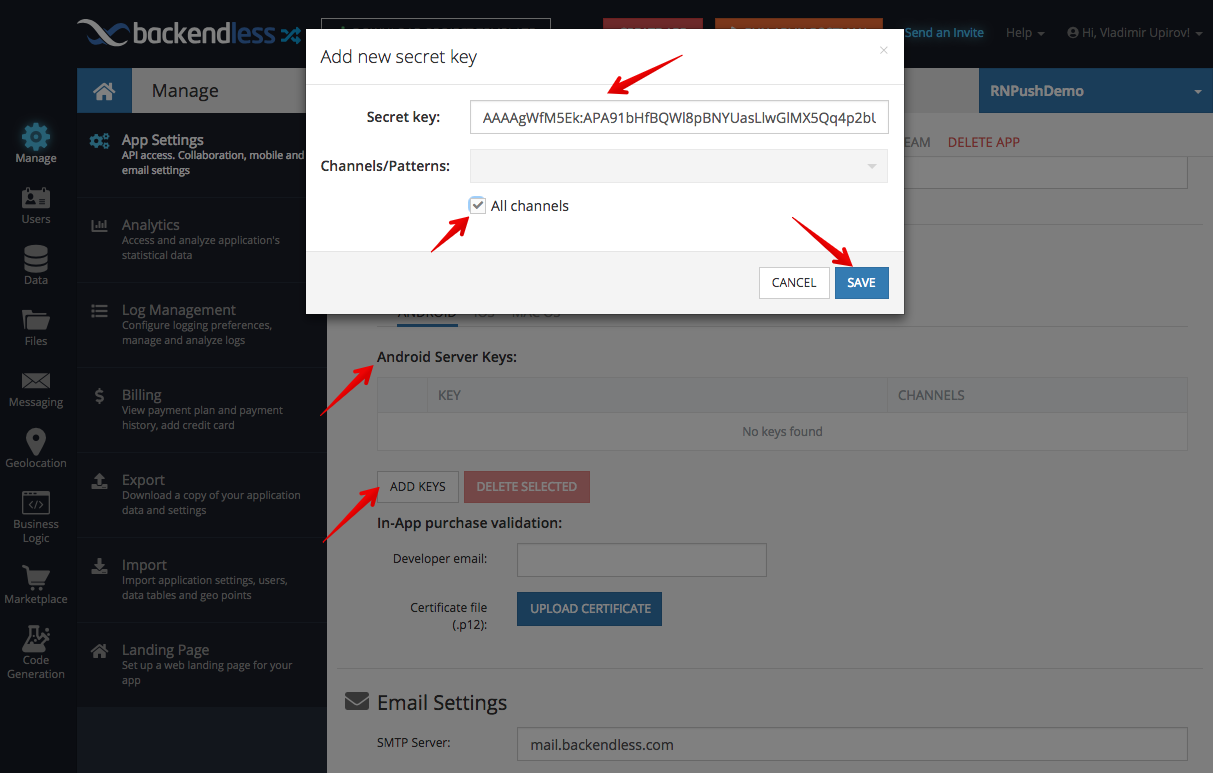 backendless
Send an Invite
Help
Hi, Vladimir Upirov!
Add new secret key
×
Manage
RNPushDemo
Secret key:
AAAAgWfM5Ek:APA91bHfBQWl8pBNYUasLlwGlMX5Qq4p2bU
Channels/Patterns:
All channels
CANCEL
SAVE
DELETE APP
Manage
Users
Data
Files
Messaging
Geolocation
Business
Logic
Marketplace
Code
Generation
App Settings
API access. Collaboration, mobile and
email settings
Analytics
Access and analyze application's
statistical data
Log Management
Configure logging preferences,
manage and analyze logs
Billing
View payment plan and payment
history, add credit card
Export
Download a copy of your application
data and settings
Import
Import application settings, users,
data tables and geo points
Landing Page
Set up a web landing page for your
app
ANDROID
IOS
MAC OS
Android Server Keys:
KEY
CHANNELS
No keys found
ADD KEYS
DELETE SELECTED
In-App purchase validation:
Developer email:
Certificate file
(.p12):
UPLOAD CERTIFICATE
Email Settings
SMTP Server:
mail.backendless.com